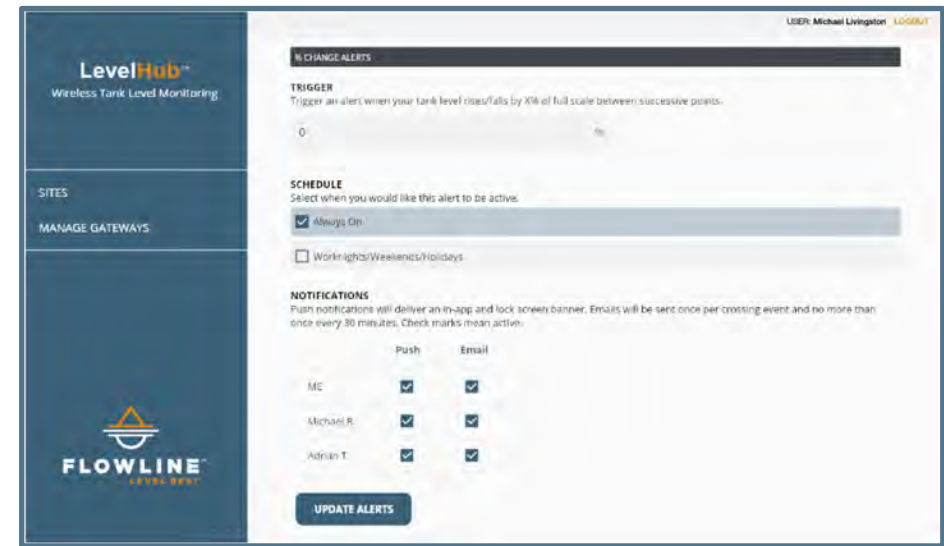 USER: Michael Livingston LOGOUT
LevelHub™
Wireless Tank Level Monitoring
SITES
MANAGE GATEWAYS
FLOWLINE™
LEVEL BEST
% CHANGE ALERTS
TRIGGER
Trigger an alert when your tank level rises/falls by X% of full scale between successive points.
0 %
SCHEDULE
Select when you would like this alert to be active.
Always On
Worknights/Weekends/Holidays
NOTIFICATIONS
Push notifications will deliver an in-app and lock screen banner. Emails will be sent once per crossing event and no more than
once every 30 minutes. Check marks mean active.
Push Email
ME
Michael R.
Adrian T.
UPDATE ALERTS